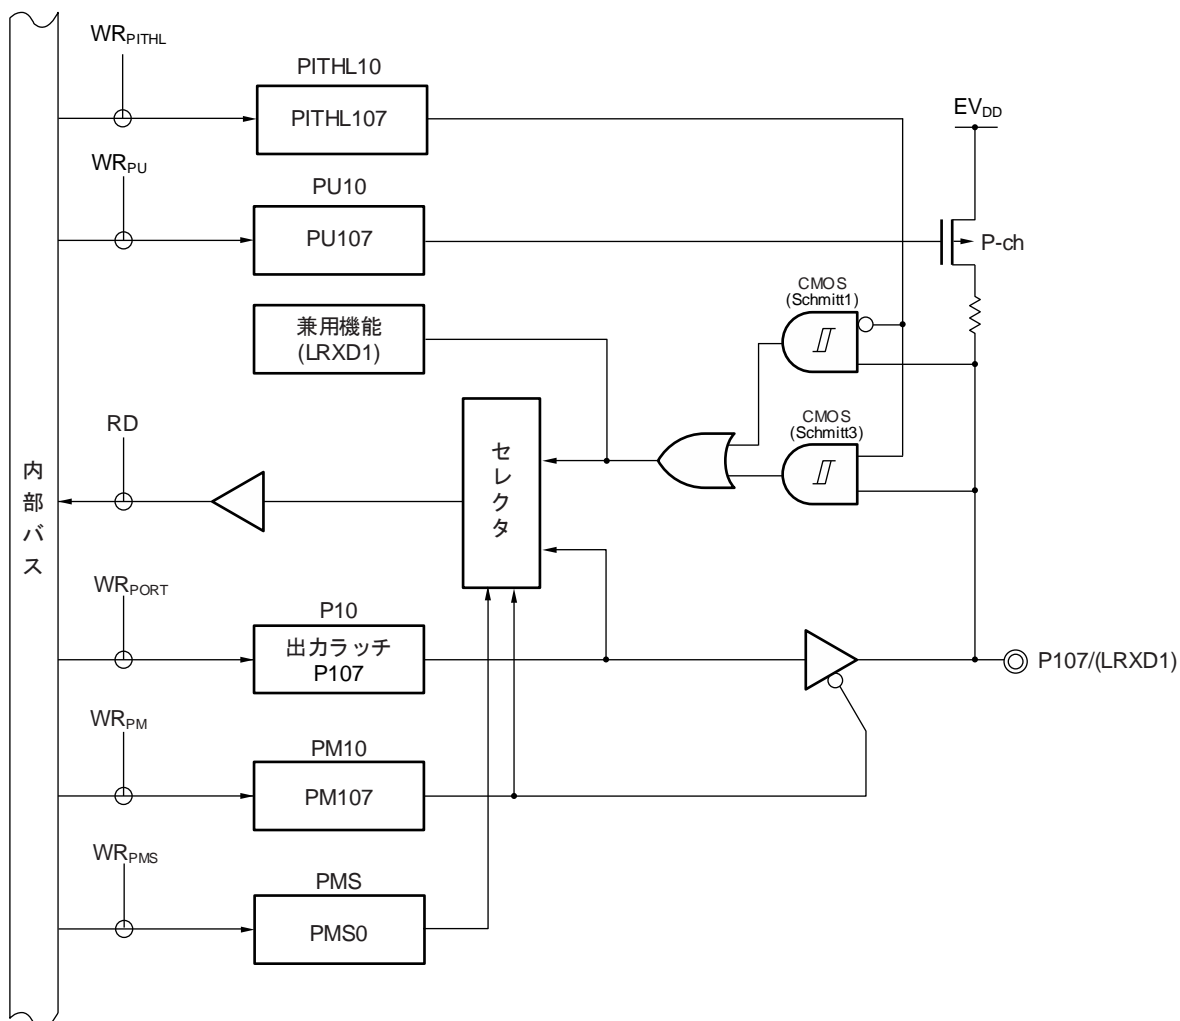 WRPITHL
PITHL10
PITHL107
EVDD
WRPU
PU10
PU107
P-ch
CMOS
(Schmitt1)
兼用機能
(LRXD1)
CMOS
(Schmitt3)
RD
セレクタ
内部バス
WRPORT
P10
出力ラッチ
P107
P107/(LRXD1)
WRPM
PM10
PM107
WRPMS
PMS
PMS0